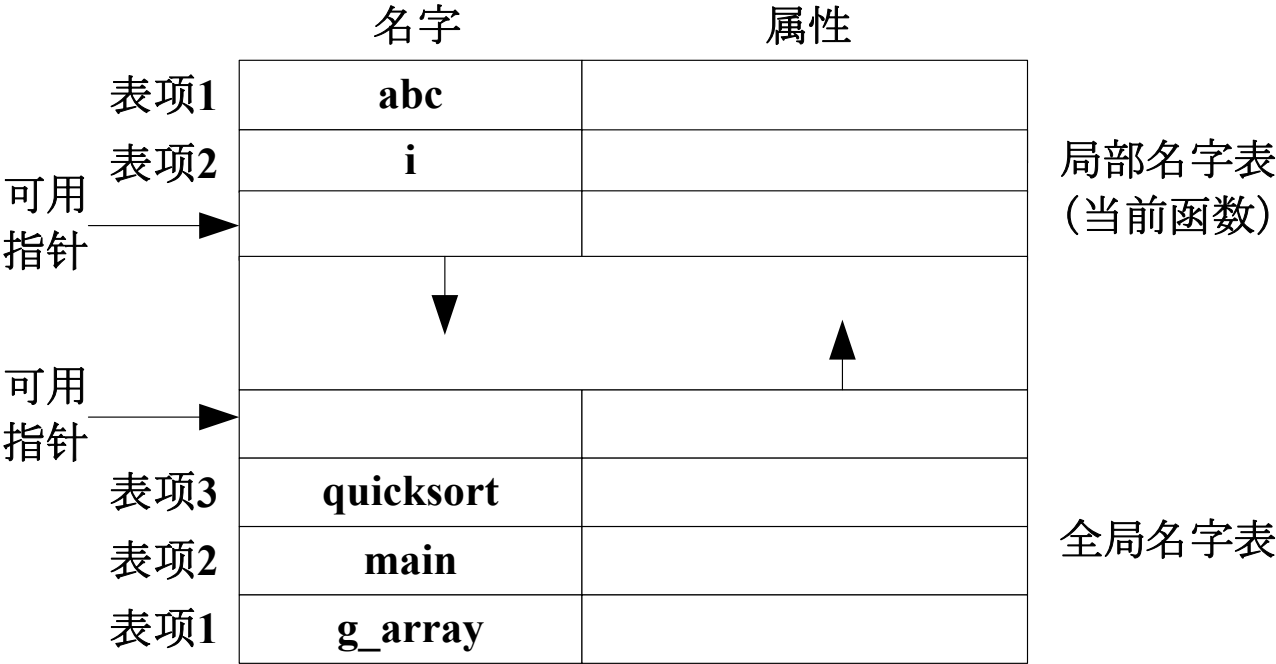 名字 属性
表项1 abc
表项2 i
局部名字表
(当前函数)
可用
指针
可用
指针
表项3 quicksort
表项2 main
全局名字表
表项1 g_array